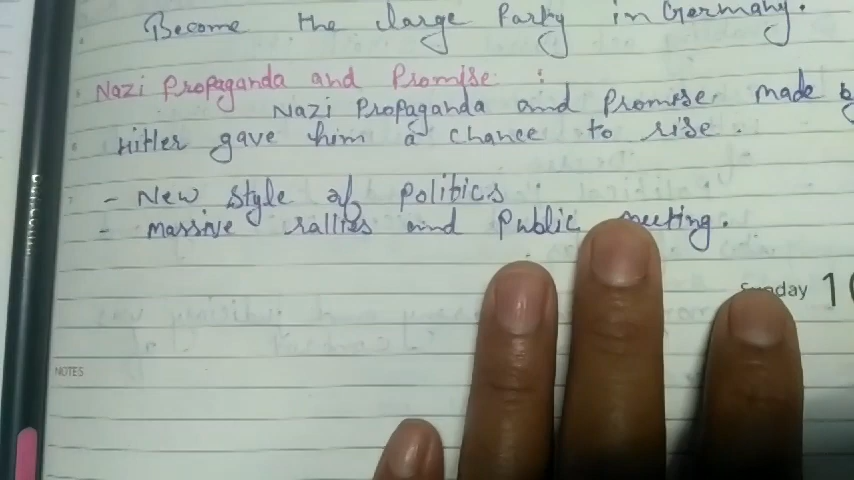 Become the large Party in Germany.
Nazi Propaganda and Promise :
Nazi Propaganda and Promise made
Hitler gave him a chance to rise.
- New style of politics
- Massive rallies and Public meeting.
Sunday
NOTES